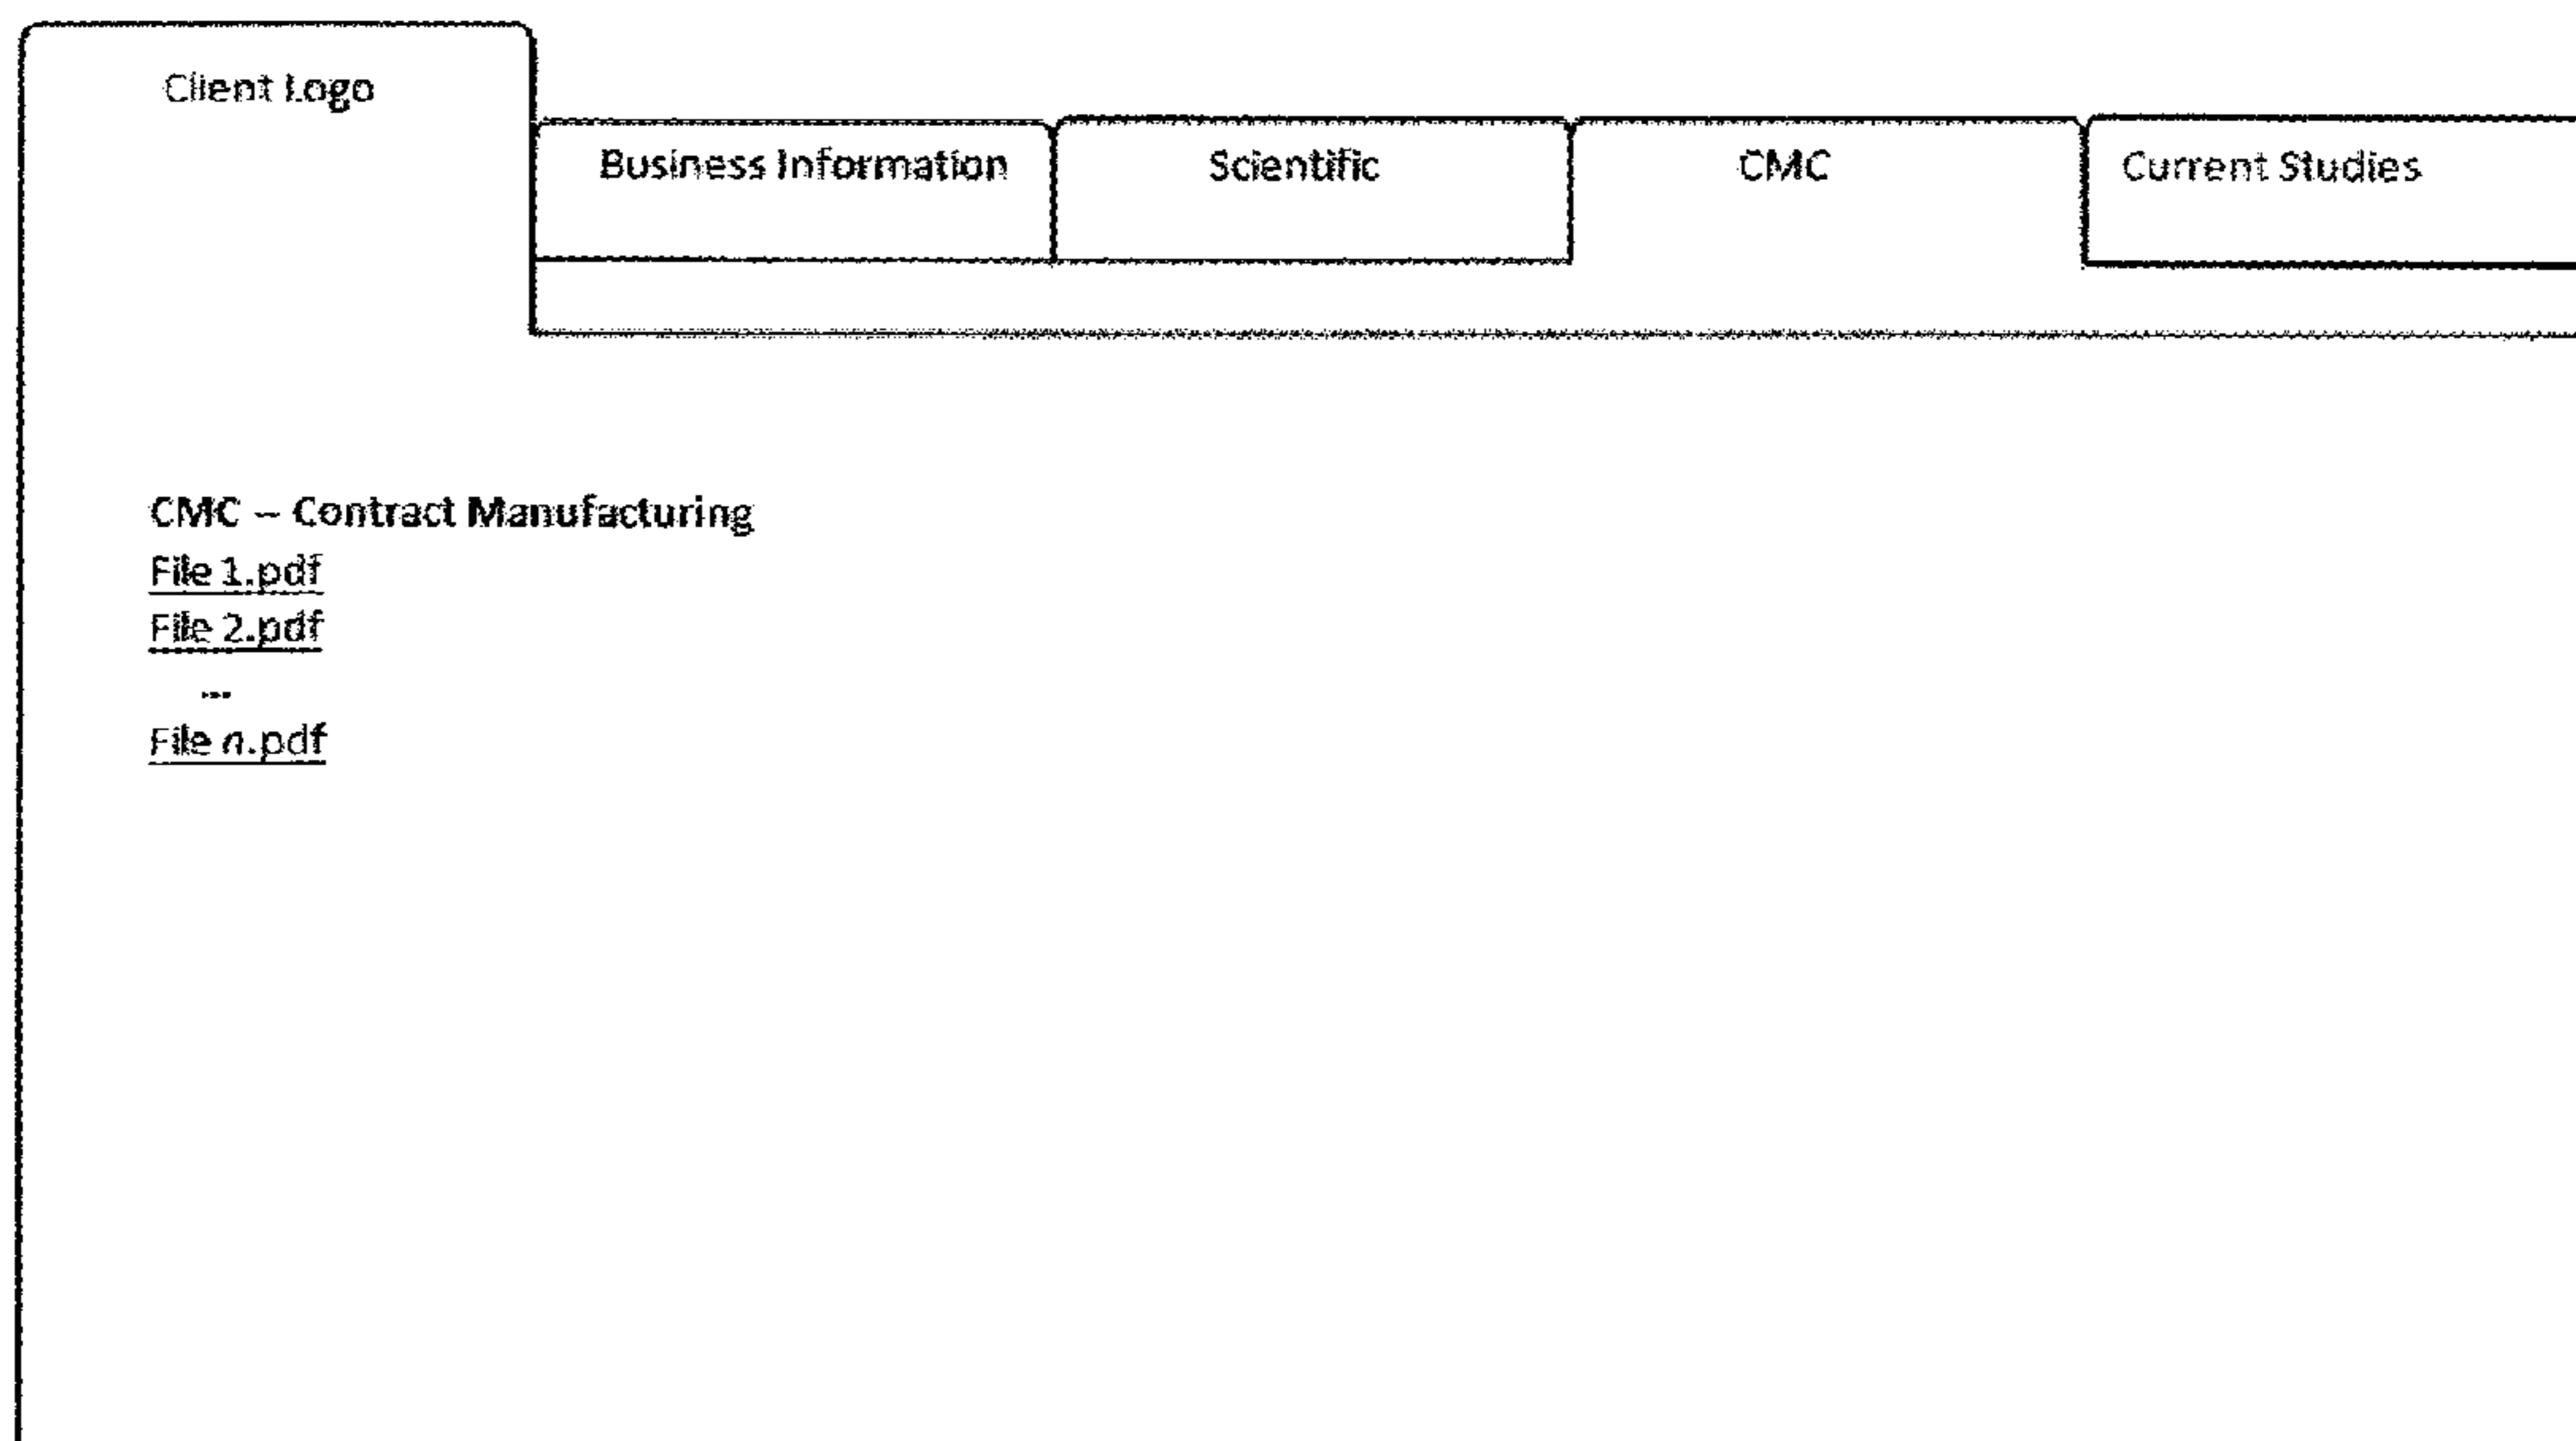 Client Logo
Business Information
Scientific
CMC
Current Studies
CMC – Contract Manufacturing
File 1.pdf
File 2.pdf
...
File n.pdf